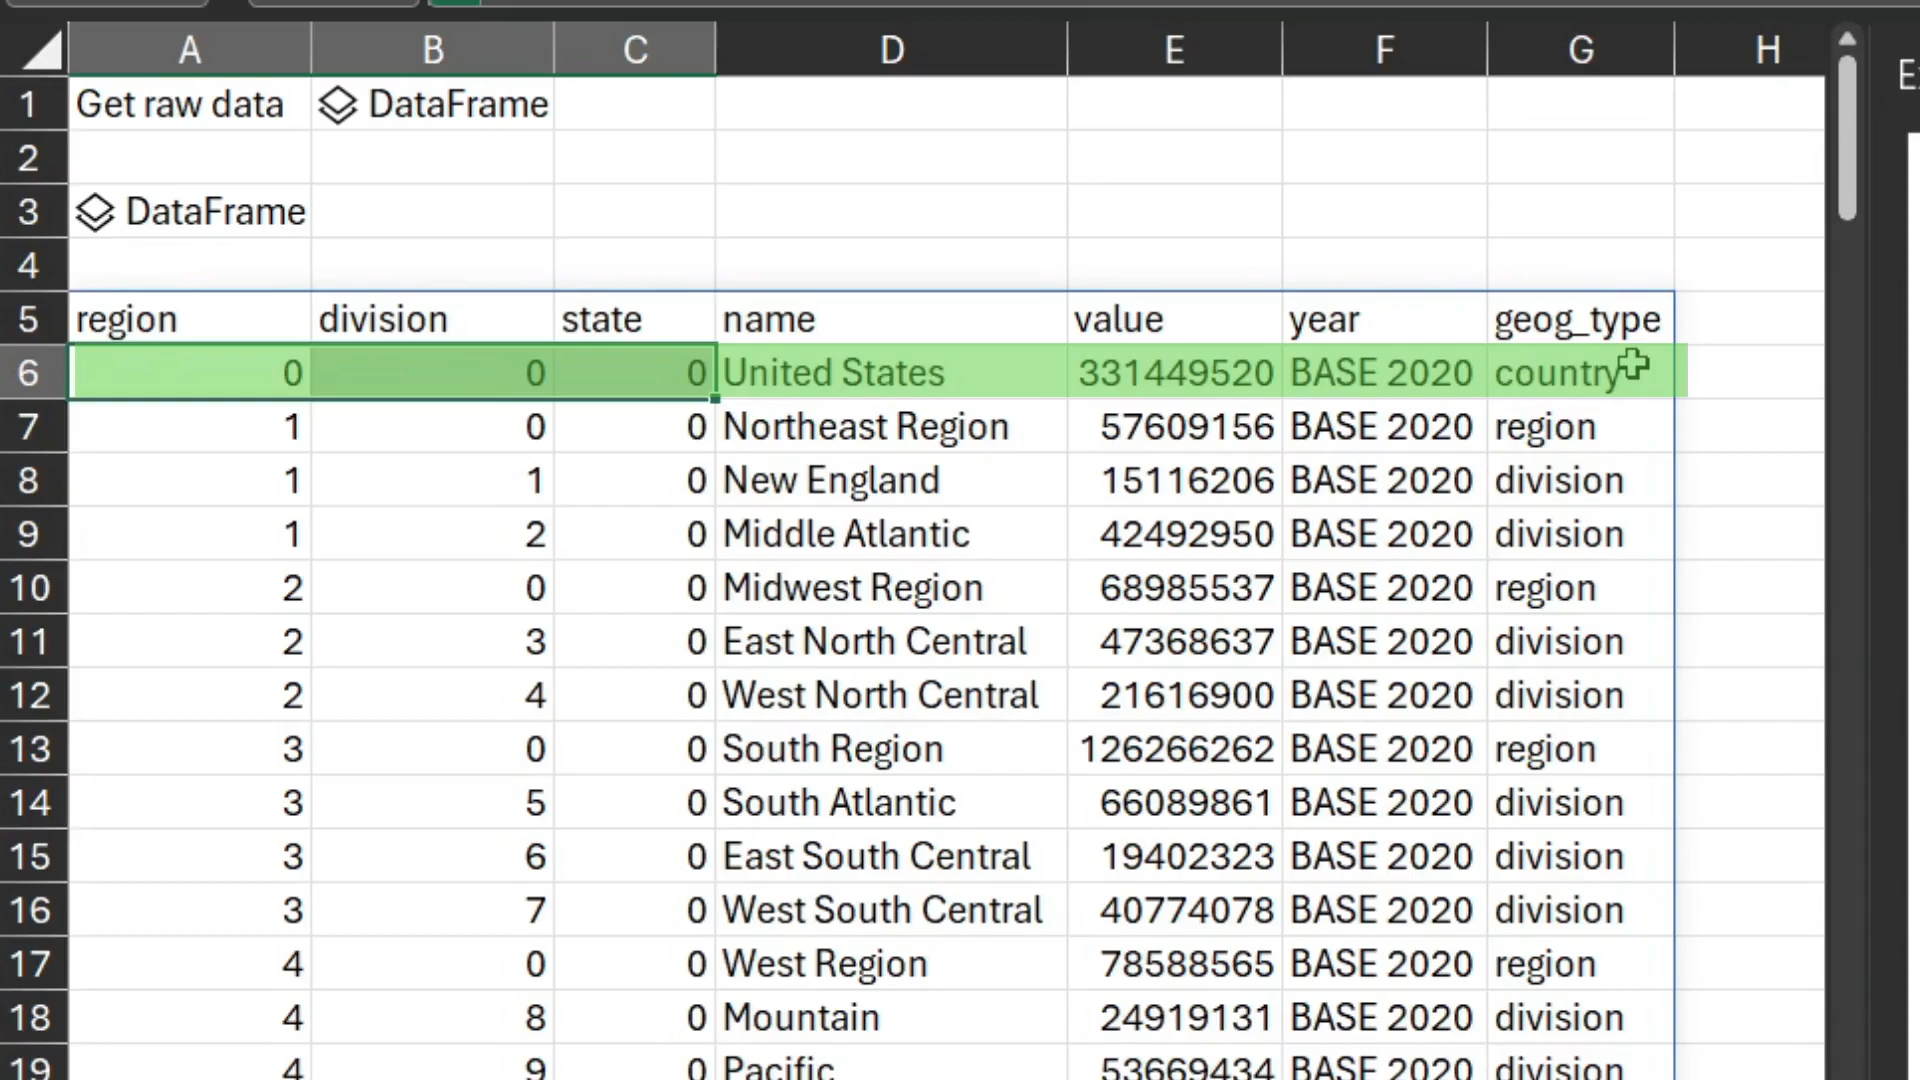 A B C D E F G H
1 Get raw data DataFrame
2
3 DataFrame
4
5 region division state name value year geog_type
6 0 0 0 United States 331449520 BASE 2020 country
7 1 0 0 Northeast Region 57609156 BASE 2020 region
8 1 1 0 New England 15116206 BASE 2020 division
9 1 2 0 Middle Atlantic 42492950 BASE 2020 division
10 2 0 0 Midwest Region 68985537 BASE 2020 region
11 2 3 0 East North Central 47368637 BASE 2020 division
12 2 4 0 West North Central 21616900 BASE 2020 division
13 3 0 0 South Region 126266262 BASE 2020 region
14 3 5 0 South Atlantic 66089861 BASE 2020 division
15 3 6 0 East South Central 19402323 BASE 2020 division
16 3 7 0 West South Central 40774078 BASE 2020 division
17 4 0 0 West Region 78588565 BASE 2020 region
18 4 8 0 Mountain 24919131 BASE 2020 division
19 4 9 0 Pacific 53669434 BASE 2020 division